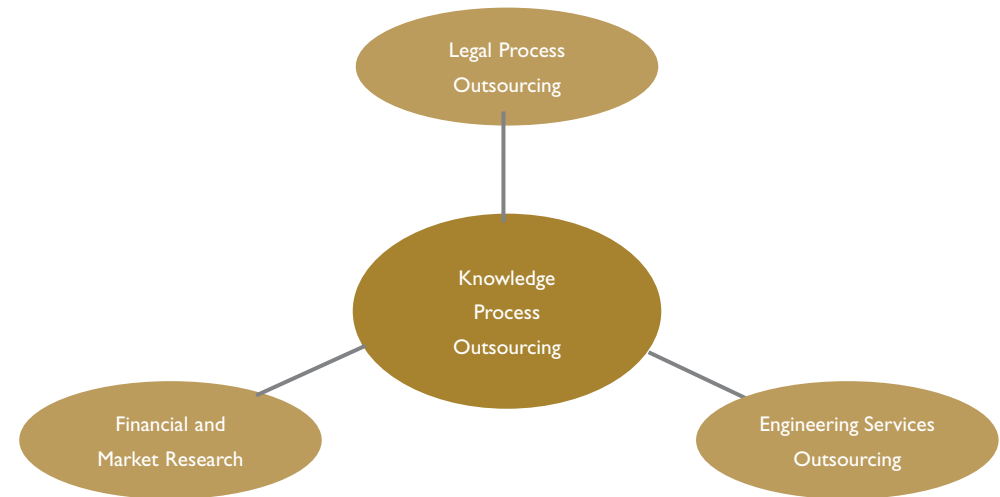 Legal Process
Outsourcing
Knowledge
Process
Outsourcing
Financial and
Market Research
Engineering Services
Outsourcing